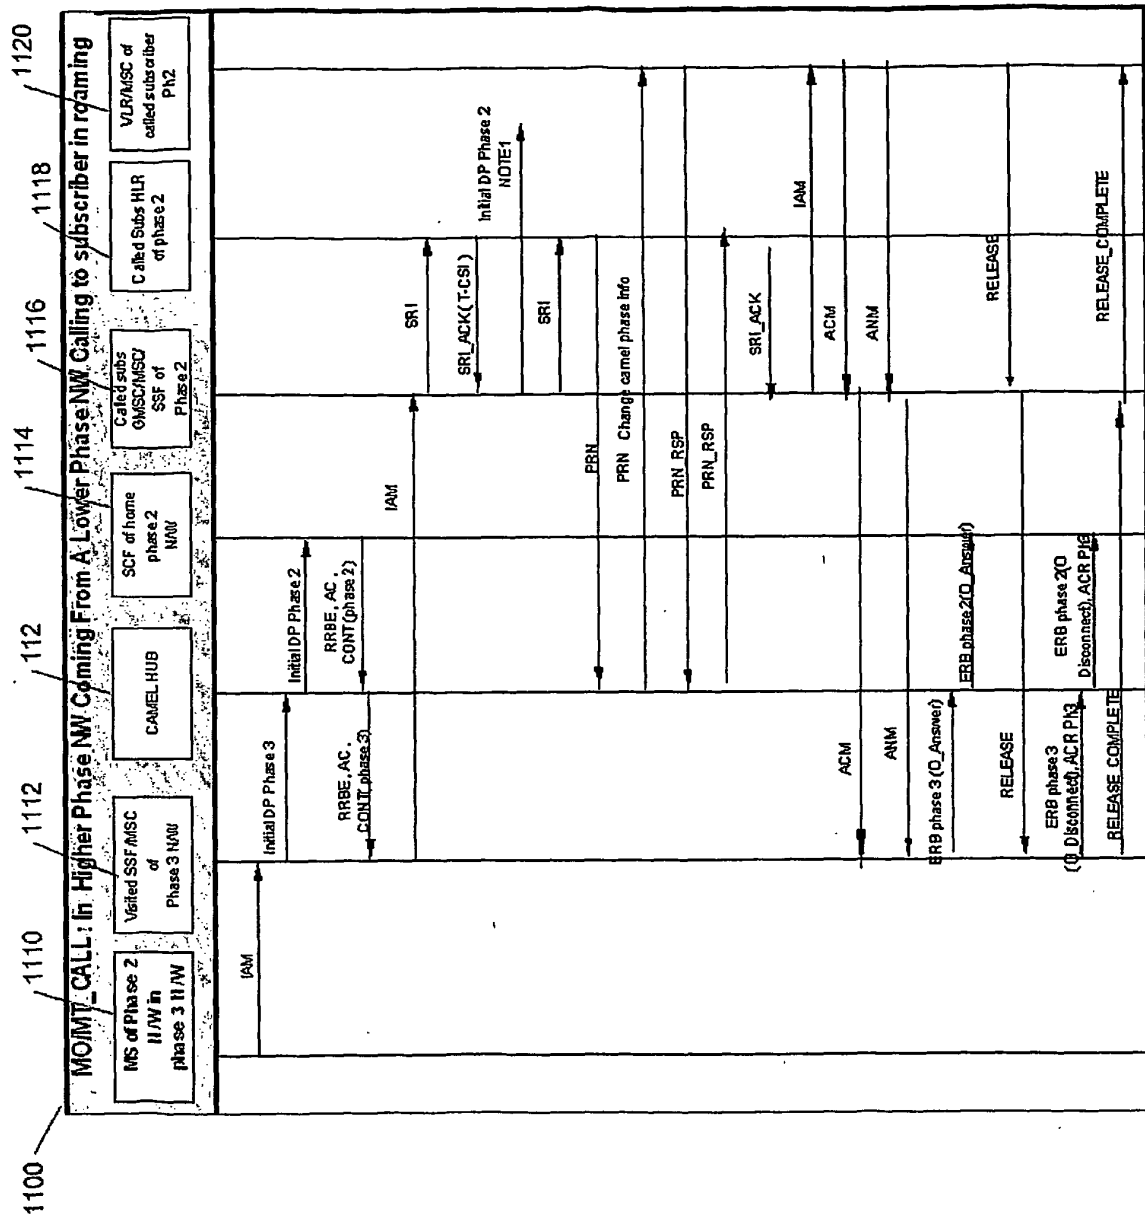 1100
MO/MT_CALL: In Higher Phase NW Coming From A Lower Phase NW Calling to subscriber in roaming
1110
MS of Phase 2
N/W in
phase 3 N/W
1112
Visited SSF/MSC
of
Phase 3 N/W
112
CAMEL HUB
1114
SCF of home
phase 2
N/W
1116
Called subs
GMSC/MSC/
SSF of
Phase 2
1118
Called Subs HLR
of phase 2
1120
VLR/MSC of
called subscriber
Ph2
IAM
Initial DP Phase 3
Initial DP Phase 2
RRBE, AC,
CONT(phase 2)
RRBE, AC,
CONT(phase 3)
IAM
SRI
SRI_ACK(T-CSI)
Initial DP Phase 2
NOTE1
SRI
PRN
PRN Change camel phase Info
PRN_RSP
PRN_RSP
SRI_ACK
IAM
ACM
ACM
ANM
ANM
ERB phase 3 (O_Answer)
ERB phase 2(O_Answer)
RELEASE
RELEASE
ERB phase3
(O_Disconnect), ACR Ph3
ERB phase 2(O
Disconnect), ACR Ph3
RELEASE_COMPLETE
RELEASE_COMPLETE